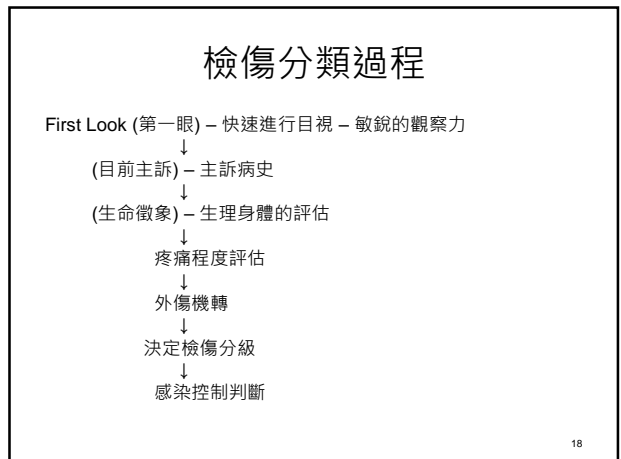 檢傷分類過程
First Look (第一眼) – 快速進行目視 – 敏銳的觀察力
↓
(目前主訴) – 主訴病史
↓
(生命徵象) – 生理身體的評估
↓
疼痛程度評估
↓
外傷機轉
↓
決定檢傷分級
↓
感染控制判斷
18